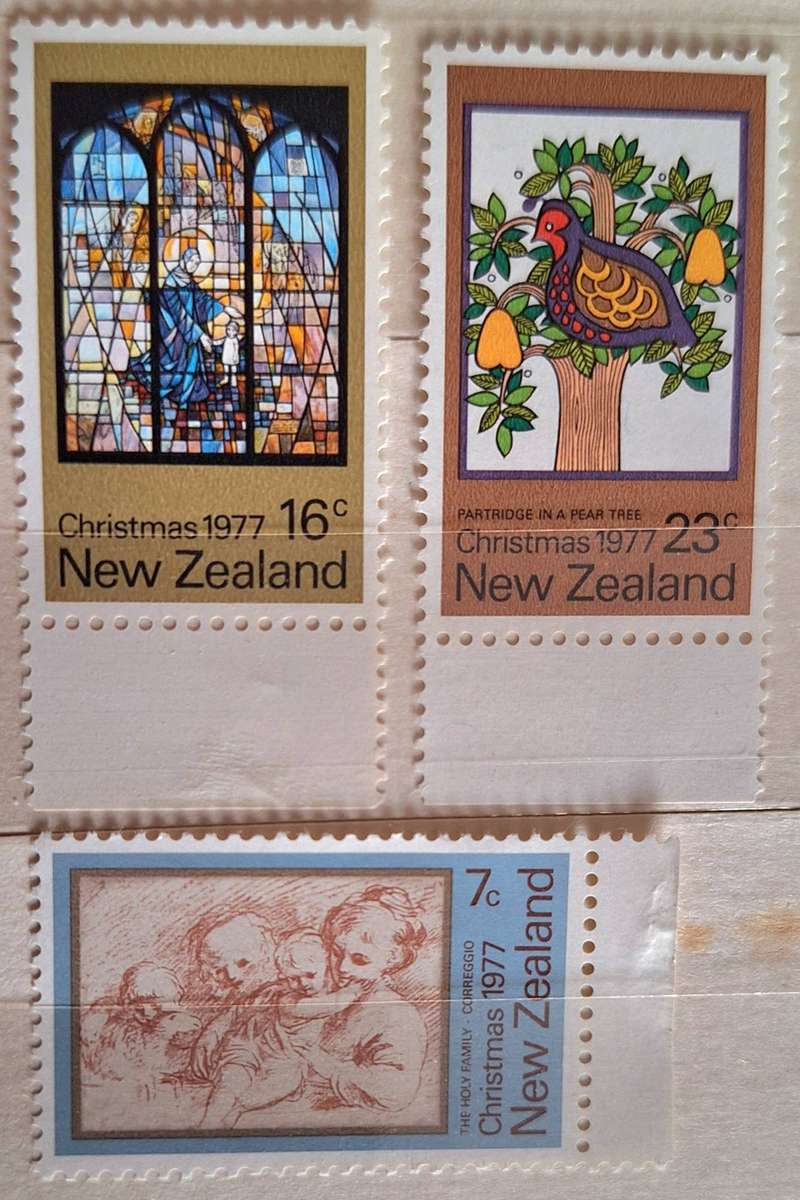 Christmas 1977 16c
New Zealand
PARTRIDGE IN A PEAR TREE
Christmas 1977 23c
New Zealand
7c
THE HOLY FAMILY · CORREGGIO
Christmas 1977
New Zealand